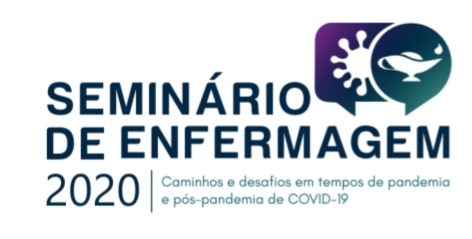 SEMINÁRIO
DE ENFERMAGEM
2020
Caminhos e desafios em tempos de pandemia
e pós-pandemia de COVID-19